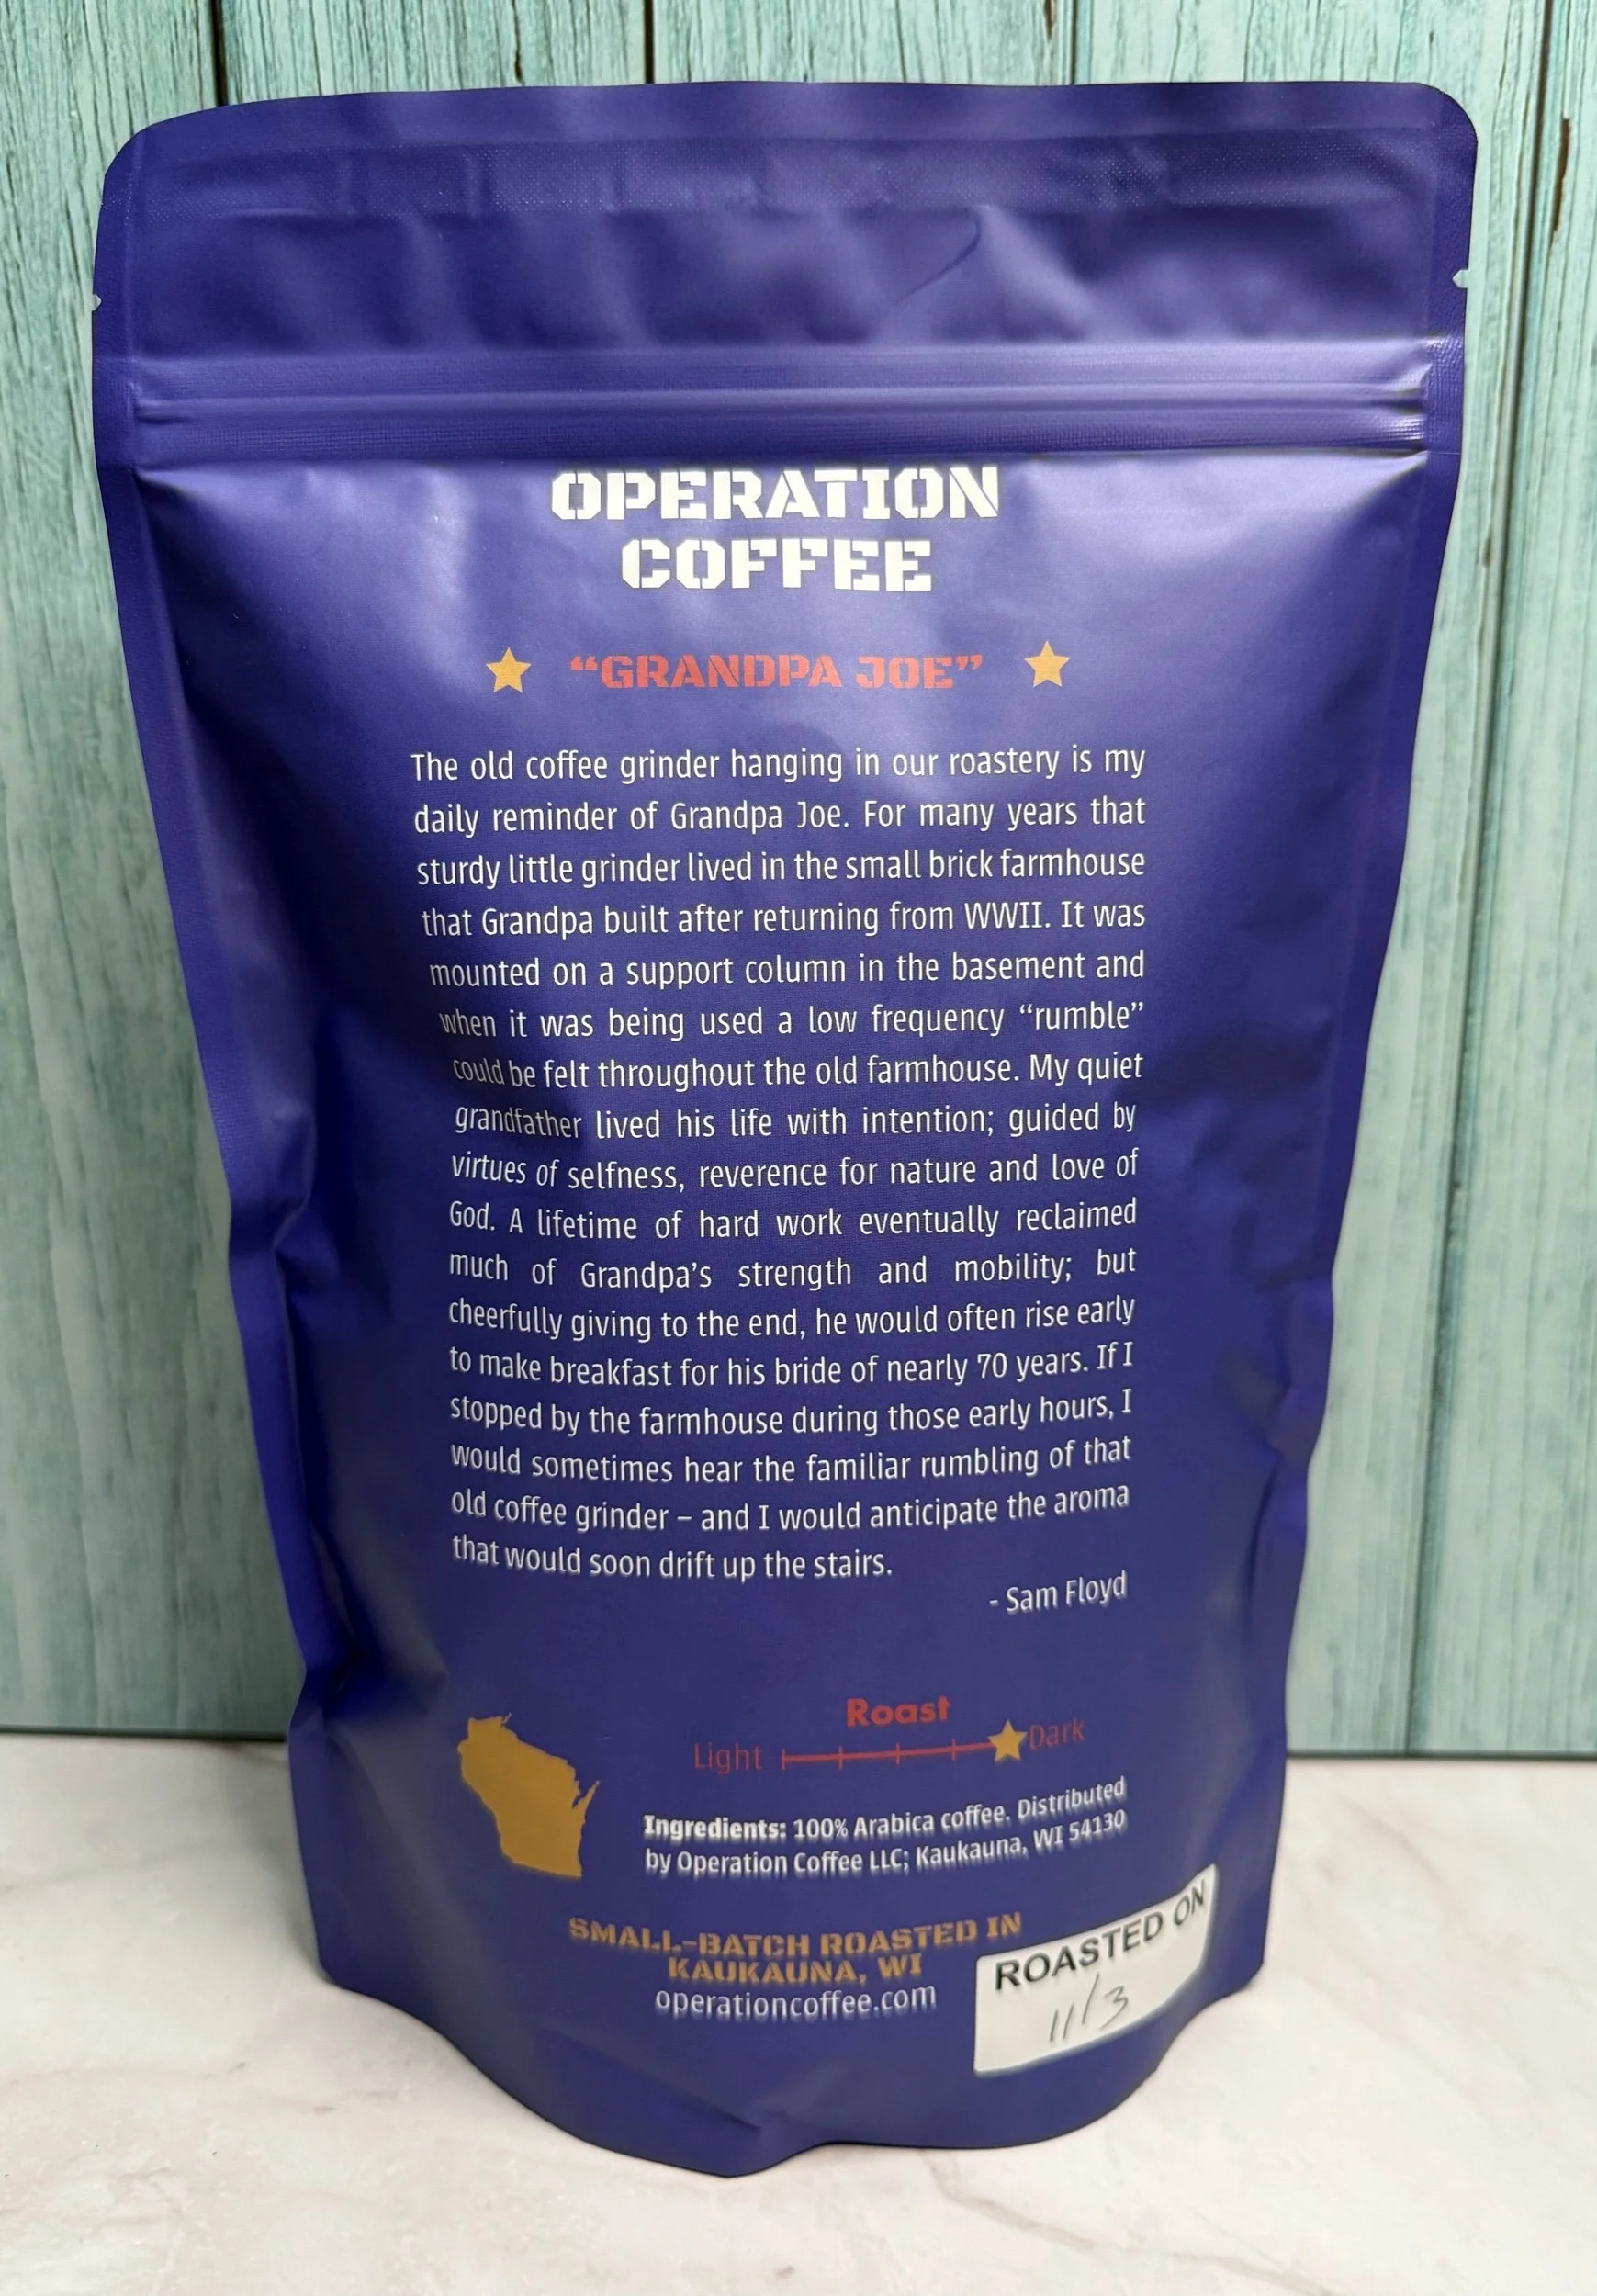 OPERATION
COFFEE
“GRANDPA JOE”
The old coffee grinder hanging in our roastery is my
daily reminder of Grandpa Joe. For many years that
sturdy little grinder lived in the small brick farmhouse
that Grandpa built after returning from WWII. It was
mounted on a support column in the basement and
when it was being used a low frequency “rumble”
could be felt throughout the old farmhouse. My quiet
grandfather lived his life with intention; guided by
virtues of selfness, reverence for nature and love of
God. A lifetime of hard work eventually reclaimed
much of Grandpa’s strength and mobility; but
cheerfully giving to the end, he would often rise early
to make breakfast for his bride of nearly 70 years. If I
stopped by the farmhouse during those early hours, I
would sometimes hear the familiar rumbling of that
old coffee grinder – and I would anticipate the aroma
that would soon drift up the stairs.
- Sam Floyd
Roast
Light Dark
Ingredients: 100% Arabica coffee. Distributed
by Operation Coffee LLC; Kaukauna, WI 54130
SMALL-BATCH ROASTED IN
KAUKAUNA, WI
operationcoffee.com
ROASTED ON
11/3